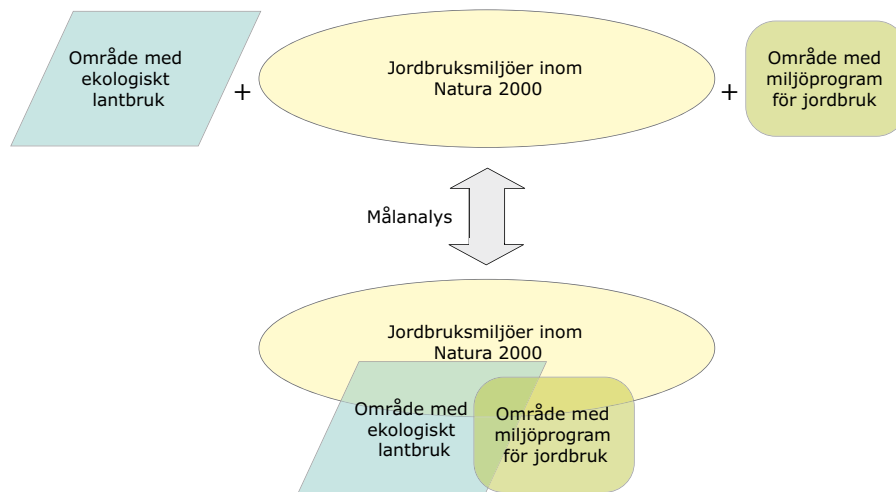 Område med
ekologiskt
lantbruk
+
Jordbruksmiljöer inom
Natura 2000
+
Område med
miljöprogram
för jordbruk
Målanalys
Jordbruksmiljöer inom
Natura 2000
Område med
ekologiskt
lantbruk
Område med
miljöprogram
för jordbruk